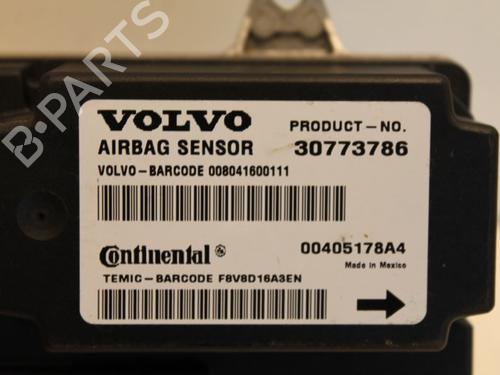 VOLVO
PRODUCT-NO.
AIRBAG SENSOR 30773786
VOLVO-BARCODE 008041600111
Continental 00405178A4
Made in Mexico
TEMIC-BARCODE F8V8D16A3EN
B-PARTS